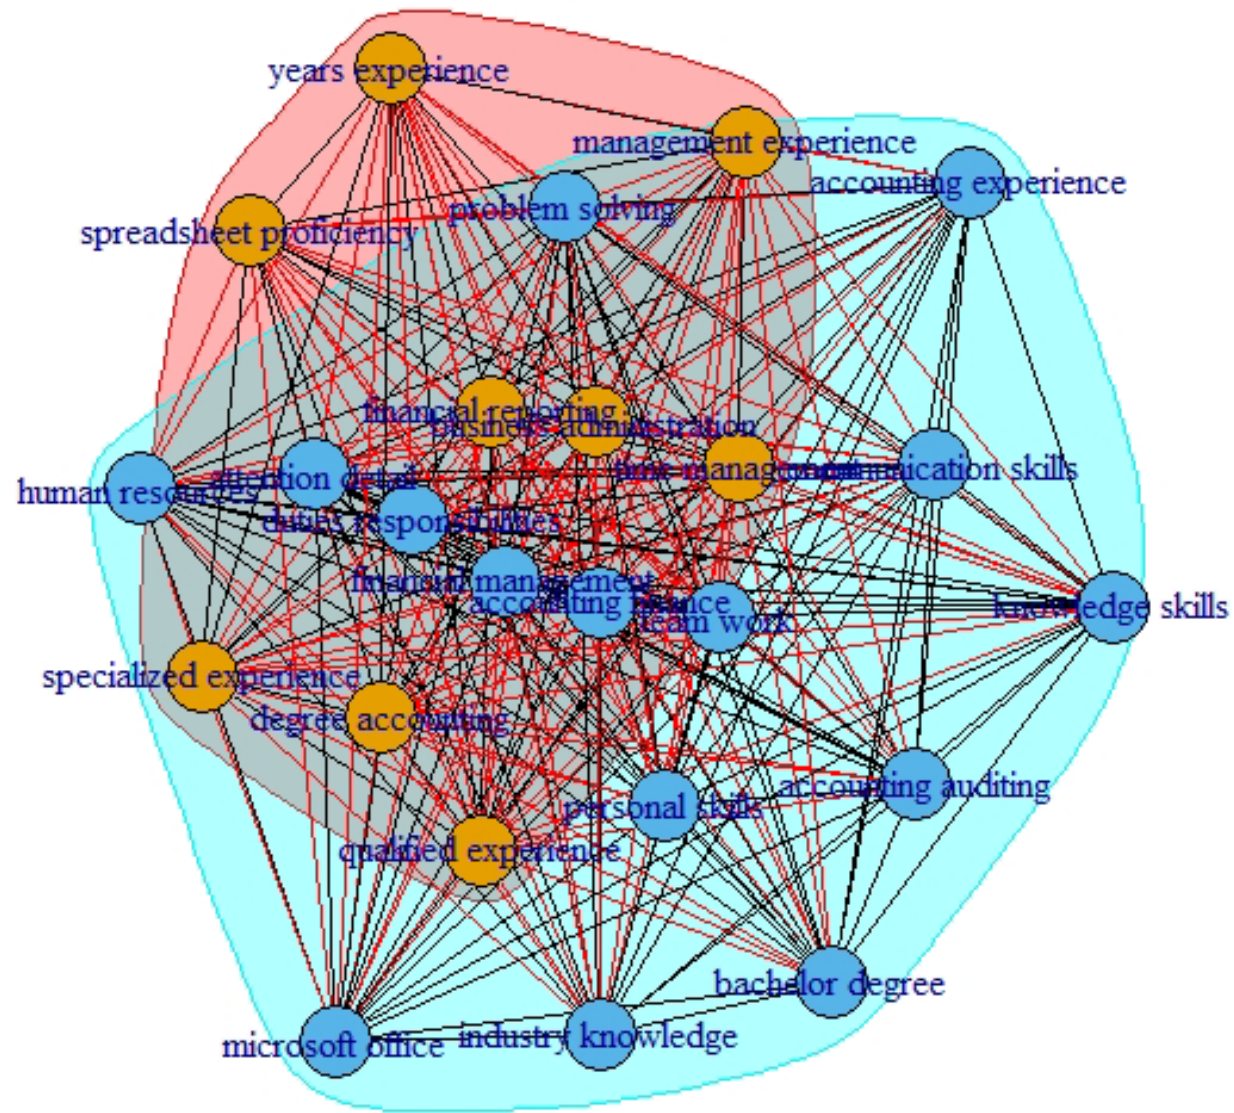 years experience
management experience
accounting experience
problem solving
spreadsheet proficiency
financial reporting
business administration
time management
communication skills
attention detail
human resources
duties responsibilities
financial management
accounting finance
team work
knowledge skills
specialized experience
degree accounting
accounting auditing
personal skills
qualified experience
bachelor degree
industry knowledge
microsoft office